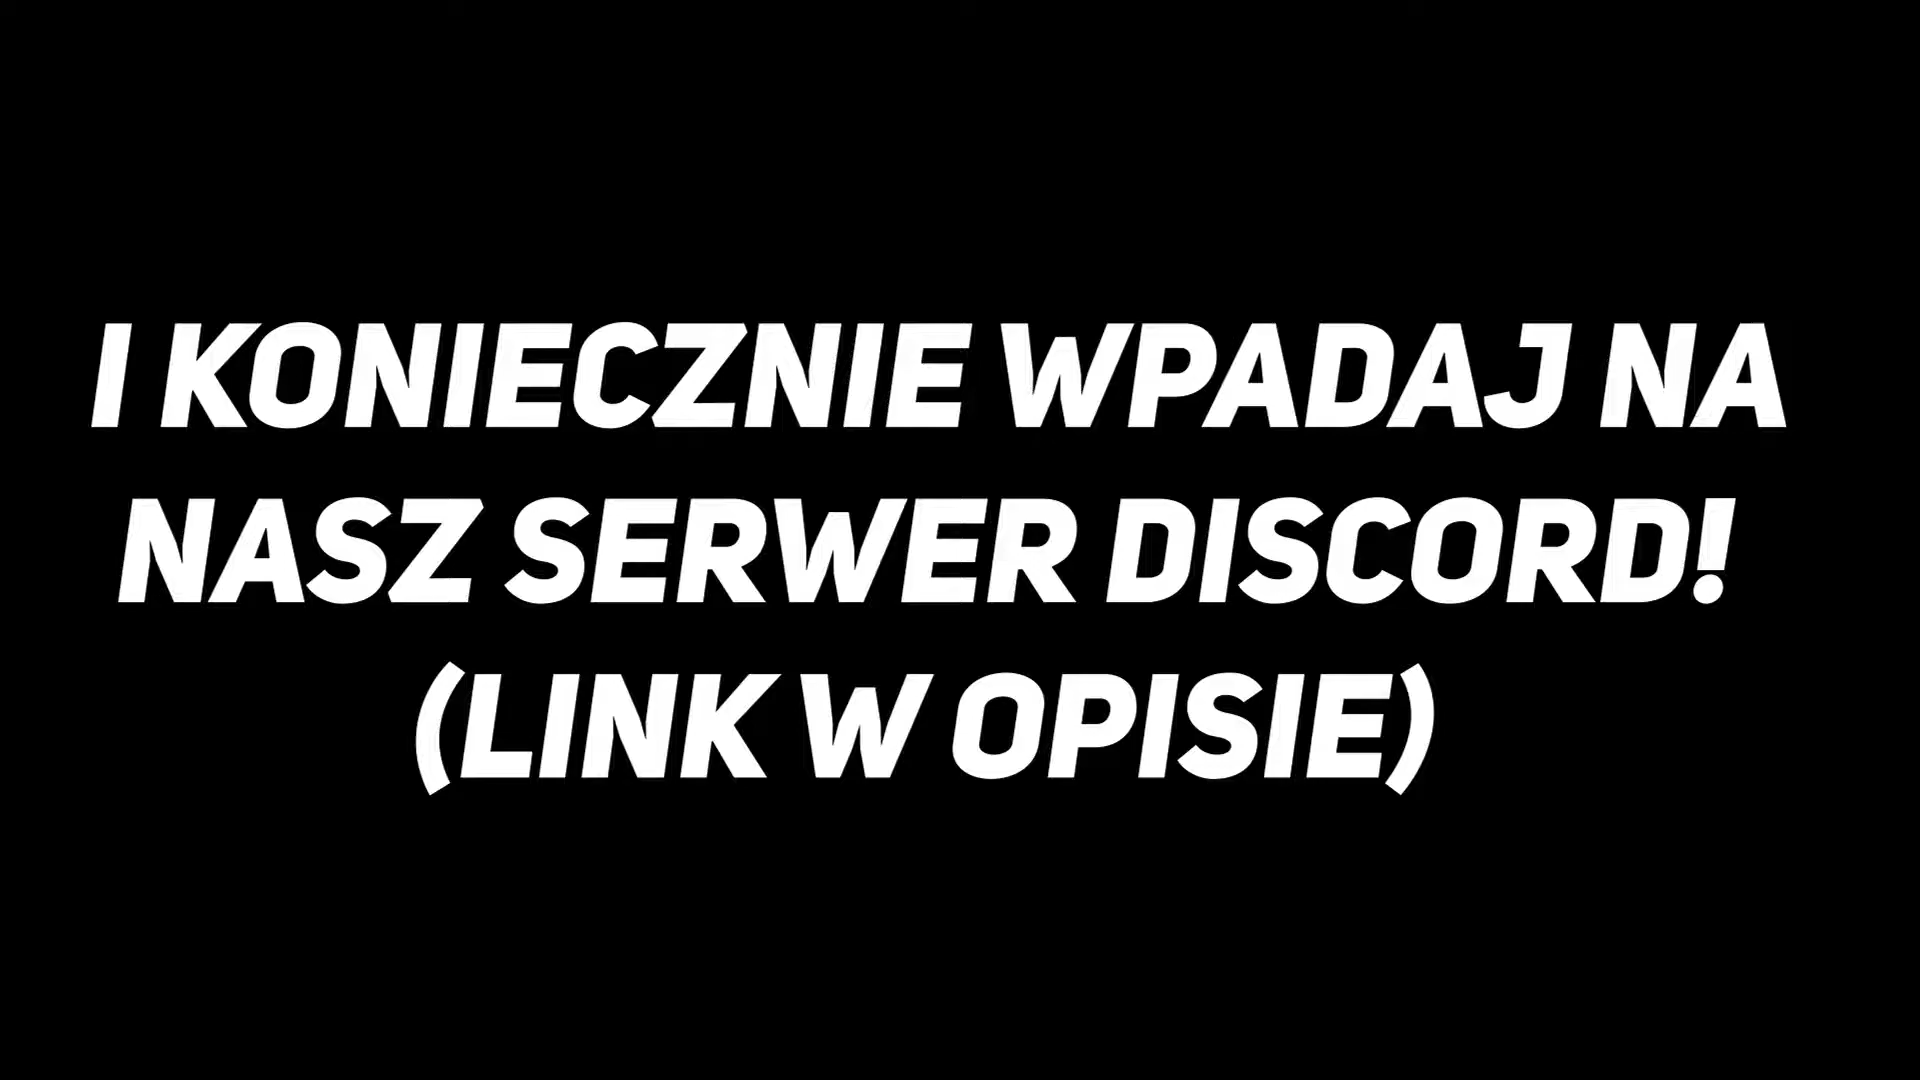 I KONIECZNIE WPADAJ NA
NASZ SERWER DISCORD!
(LINK W OPISIE)